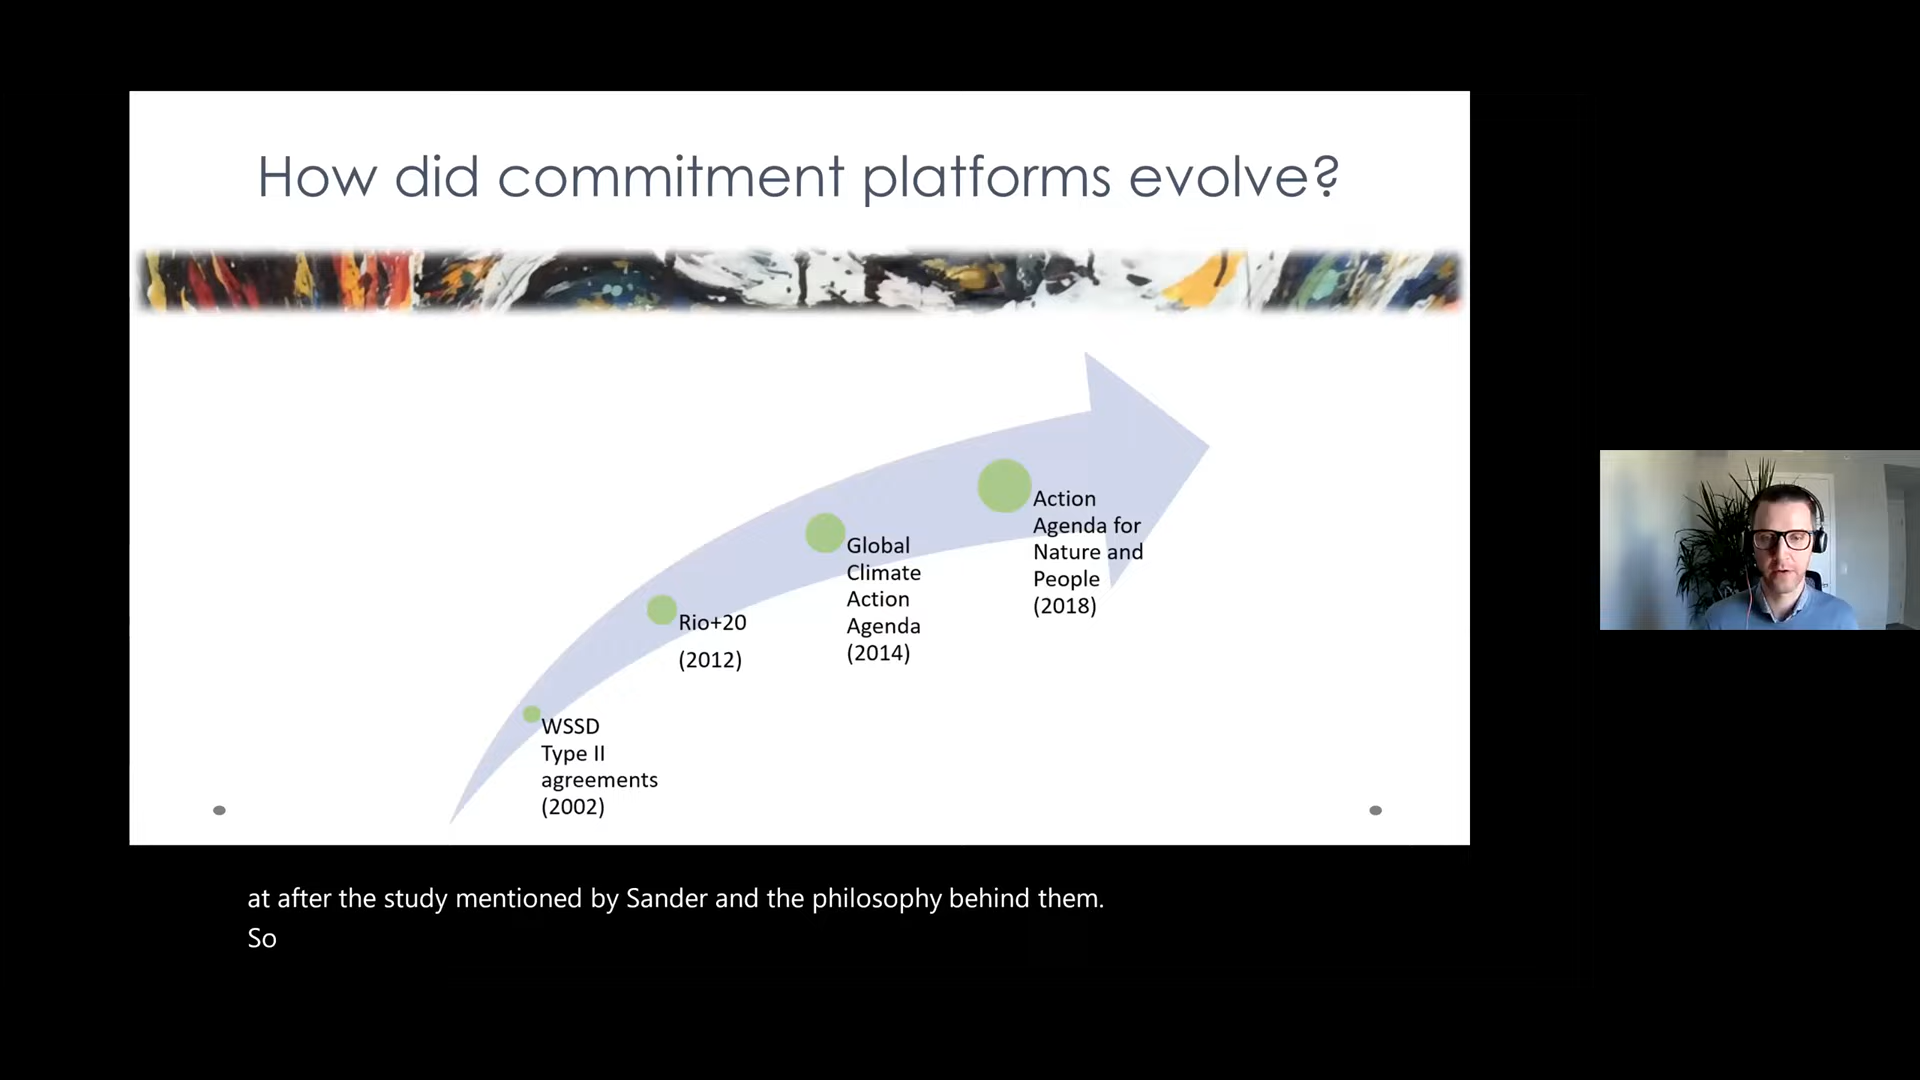 How did commitment platforms evolve?
Action
Agenda for
Nature and
People
(2018)
Global
Climate
Action
Agenda
(2014)
Rio+20
(2012)
WSSD
Type II
agreements
(2002)
at after the study mentioned by Sander and the philosophy behind them.
So